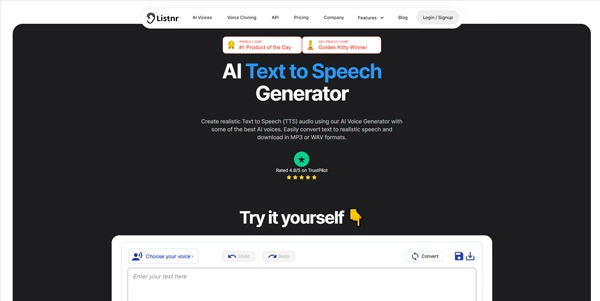 Listnr AI Voices Voice Cloning API Pricing Company Features Blog Login / Signup
PRODUCT HUNT PRODUCT HUNT
#1 Product of the Day Golden Kitty Winner
AI Text to Speech
Generator
Create realistic Text to Speech (TTS) audio using our AI Voice Generator with
some of the best AI voices. Easily convert text to realistic speech and
download in MP3 or WAV formats.
Rated 4.8/5 on TrustPilot
Try it yourself
Choose your voice Undo Redo Convert
Enter your text here